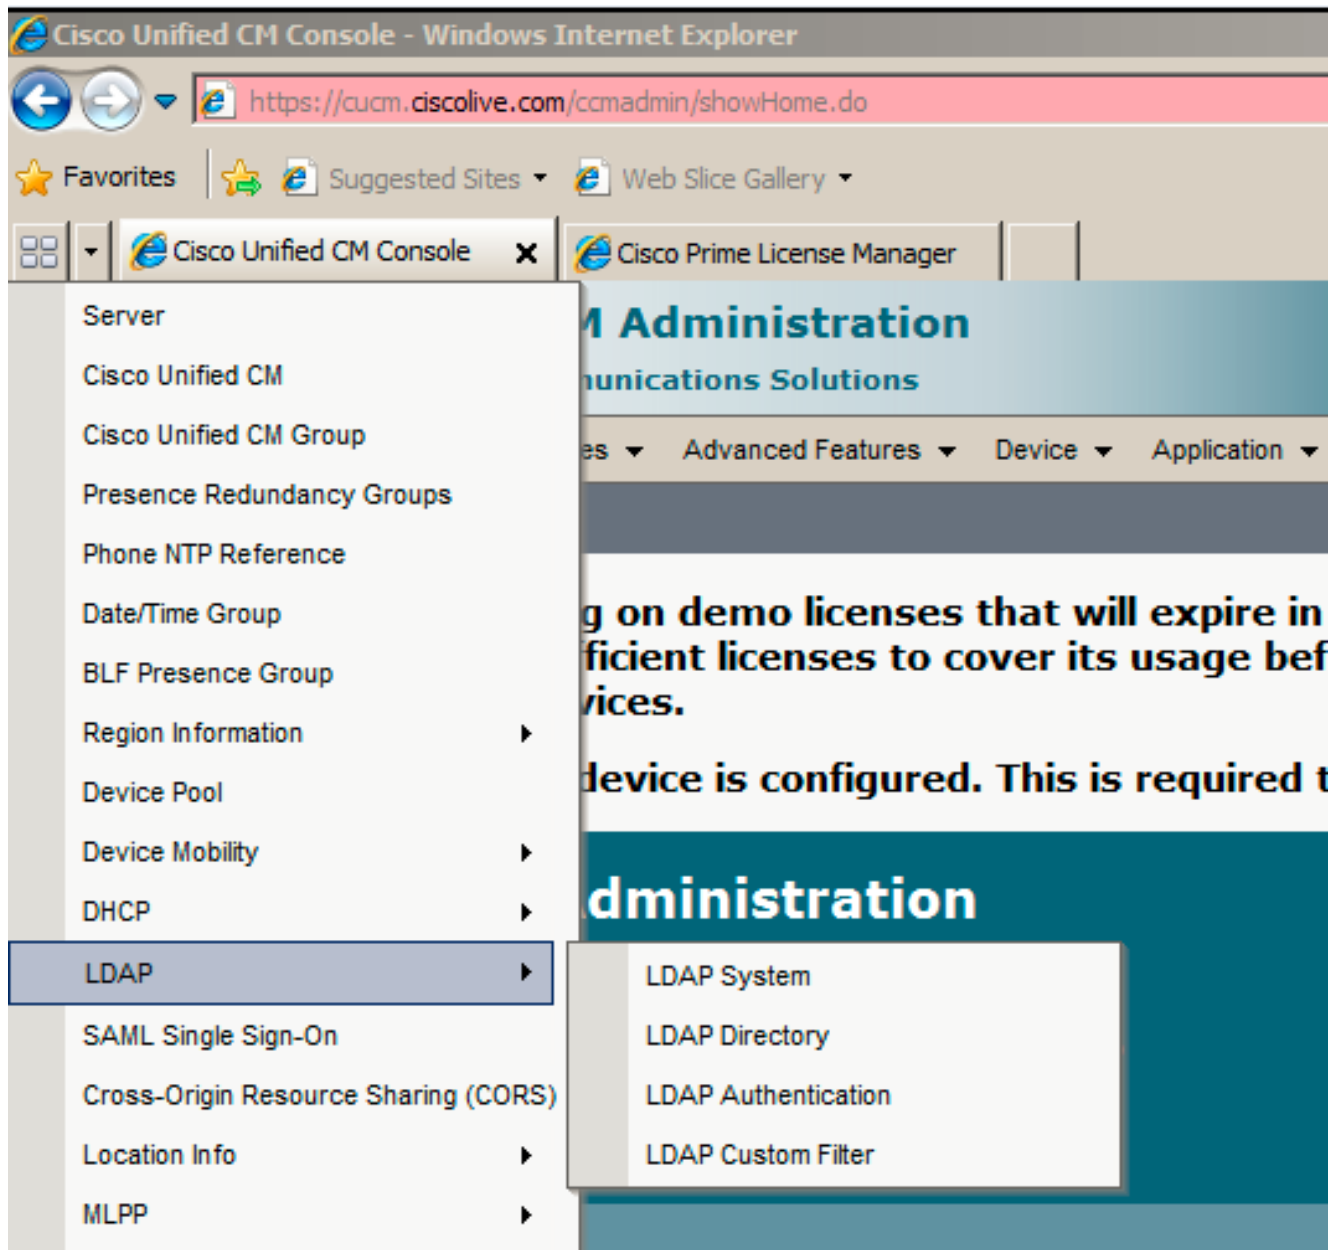 Cisco Unified CM Console - Windows Internet Explorer
https://cucm.ciscolive.com/ccmadmin/showHome.do
Favorites Suggested Sites Web Slice Gallery
Cisco Unified CM Console Cisco Prime License Manager
Server
Cisco Unified CM
Cisco Unified CM Group
Presence Redundancy Groups
Phone NTP Reference
Date/Time Group
BLF Presence Group
Region Information
Device Pool
Device Mobility
DHCP
LDAP
SAML Single Sign-On
Cross-Origin Resource Sharing (CORS)
Location Info
MLPP
LDAP System
LDAP Directory
LDAP Authentication
LDAP Custom Filter
M Administration
nunications Solutions
es Advanced Features Device Application
g on demo licenses that will expire in
ficient licenses to cover its usage bef
vices.
device is configured. This is required t
dministration